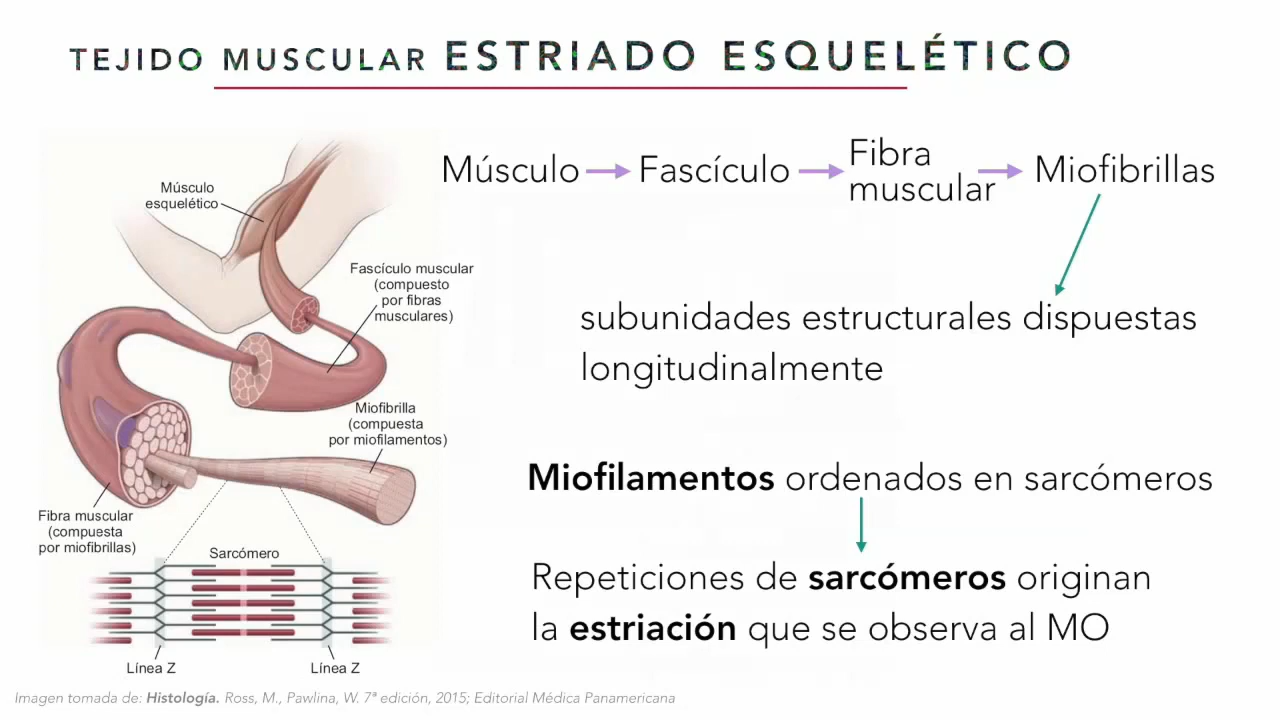 TEJIDO MUSCULAR ESTRIADO ESQUELÉTICO
Músculo
esquelético
Fascículo muscular
(compuesto
por fibras
musculares)
Miofibrilla
(compuesta
por miofilamentos)
Fibra muscular
(compuesta
por miofibrillas)
Sarcómero
Línea Z
Línea Z
Músculo
Fascículo
Fibra
muscular
Miofibrillas
subunidades estructurales dispuestas
longitudinalmente
Miofilamentos ordenados en sarcómeros
Repeticiones de sarcómeros originan
la estriación que se observa al MO
Imagen tomada de: Histología. Ross, M., Pawlina, W. 7ª edición, 2015; Editorial Médica Panamericana